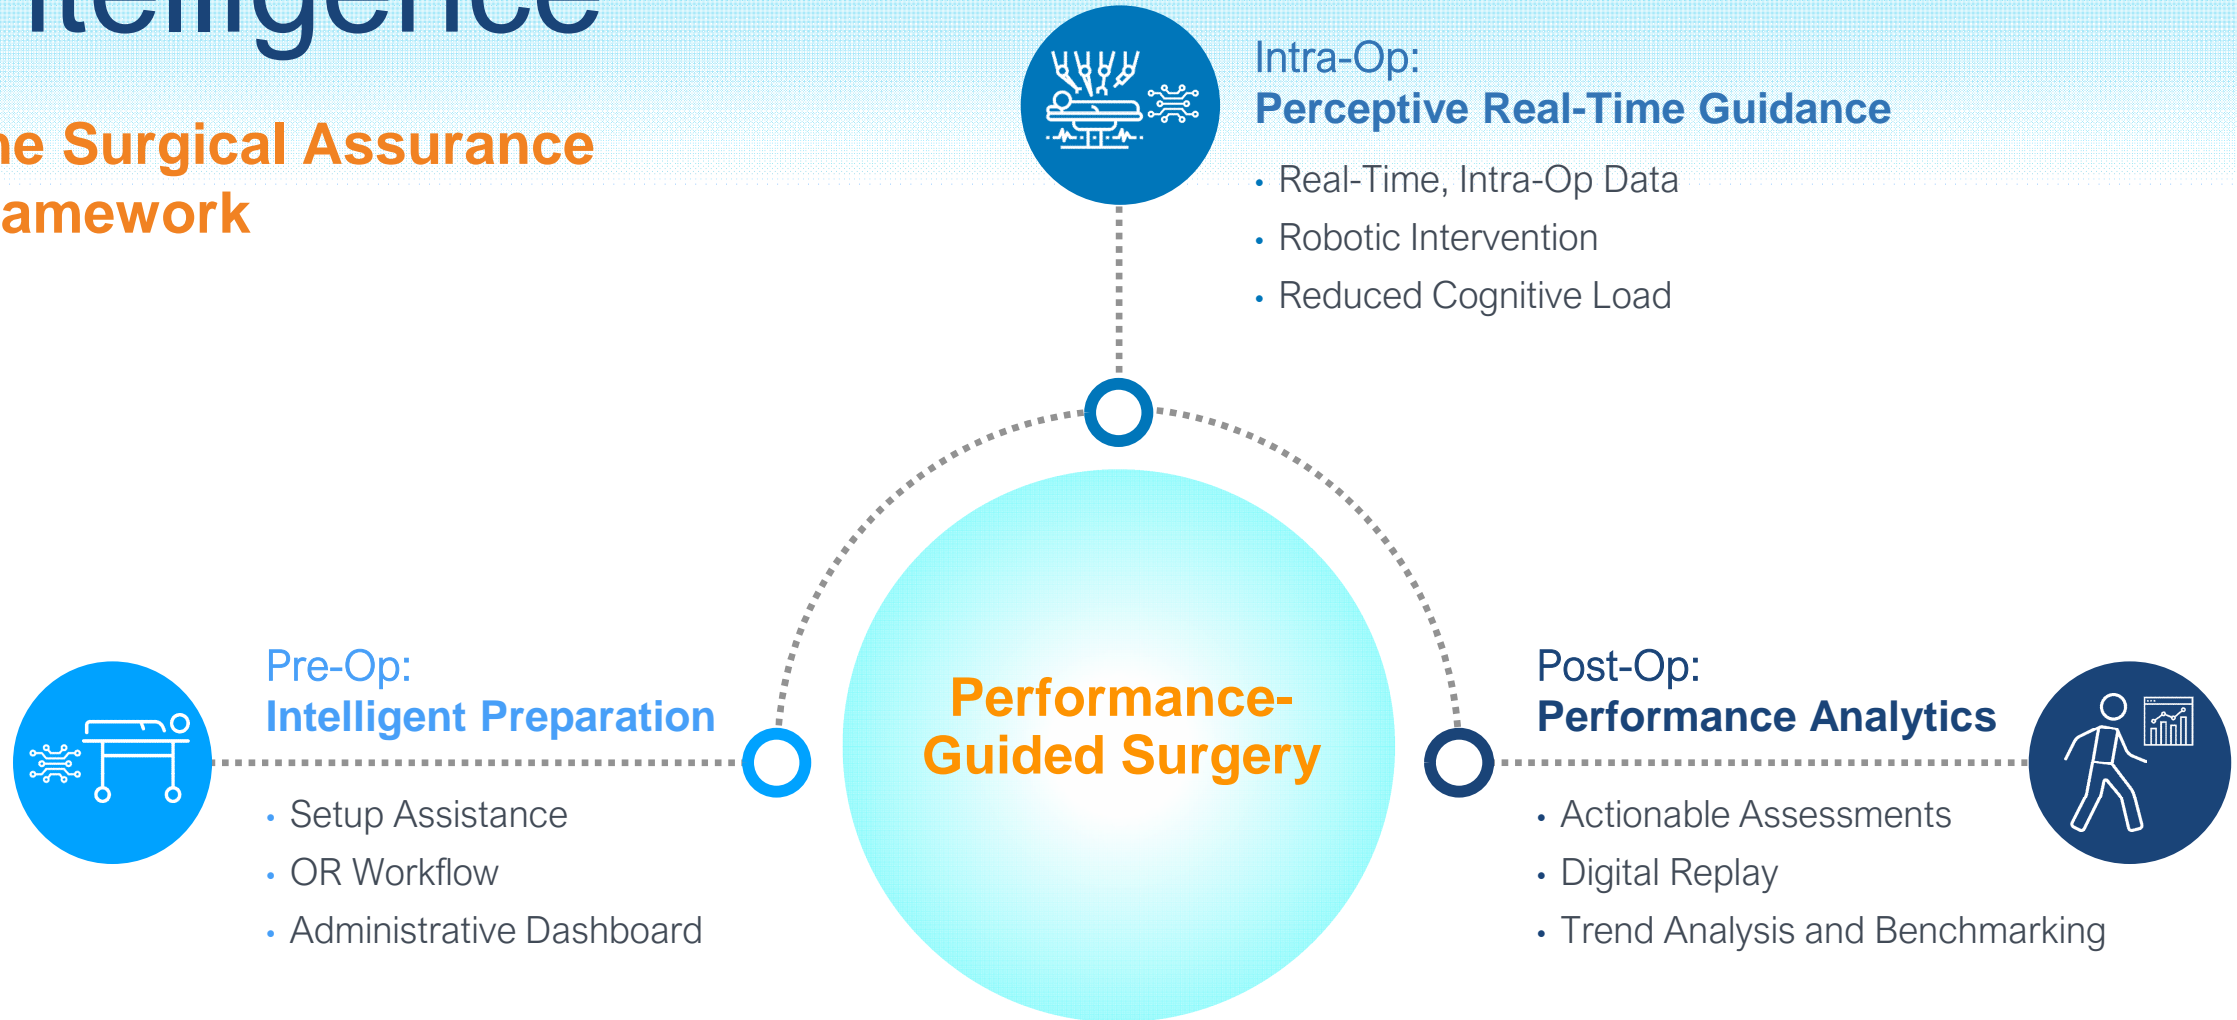 ntelligence
he Surgical Assurance
amework
Intra-Op:
Perceptive Real-Time Guidance
• Real-Time, Intra-Op Data
• Robotic Intervention
• Reduced Cognitive Load
Pre-Op:
Intelligent Preparation
• Setup Assistance
• OR Workflow
• Administrative Dashboard
Performance-
Guided Surgery
Post-Op:
Performance Analytics
• Actionable Assessments
• Digital Replay
• Trend Analysis and Benchmarking